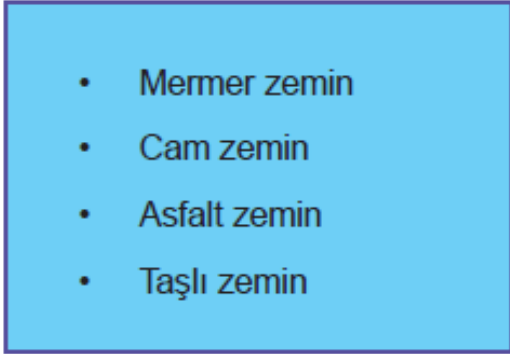 • Mermer zemin
• Cam zemin
• Asfalt zemin
• Taşlı zemin